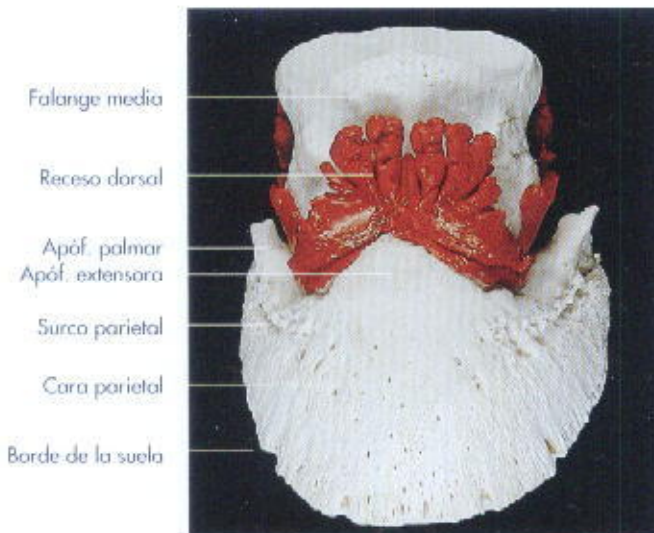 Falange media
Receso dorsal
Apóf. palmar
Apóf. extensora
Surco parietal
Cara parietal
Borde de la suela